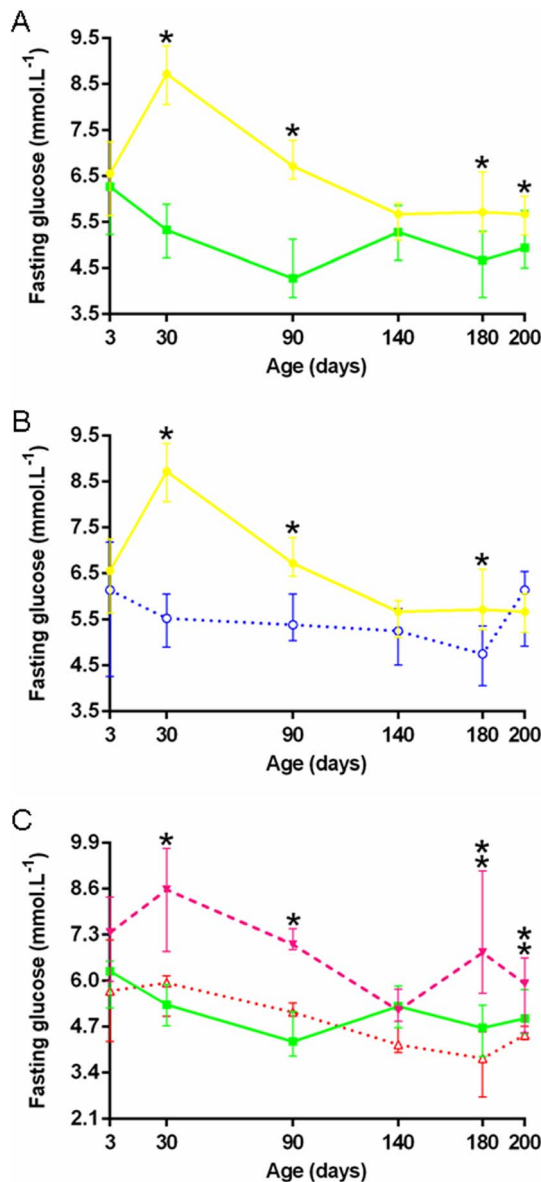 A
Fasting glucose (mmol.L-1)
9.5
8.5
7.5
6.5
5.5
4.5
3.5
*
*
*
*
3 30 90 140 180 200
Age (days)
B
Fasting glucose (mmol.L-1)
9.5
8.5
7.5
6.5
5.5
4.5
3.5
*
*
*
3 30 90 140 180 200
Age (days)
C
Fasting glucose (mmol.L-1)
9.9
8.6
7.3
6.0
4.7
3.4
2.1
*
*
*
*
*
*
3 30 90 140 180 200
Age (days)